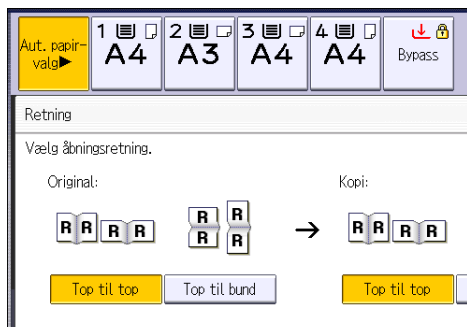 Aut. papir-
valg▶
1
A4
2
A3
3
A4
4
A4
Bypass
Retning
Vælg åbningsretning.
Original:
Kopi:
R R R R
R R
R R
R R R R
Top til top
Top til bund
Top til top